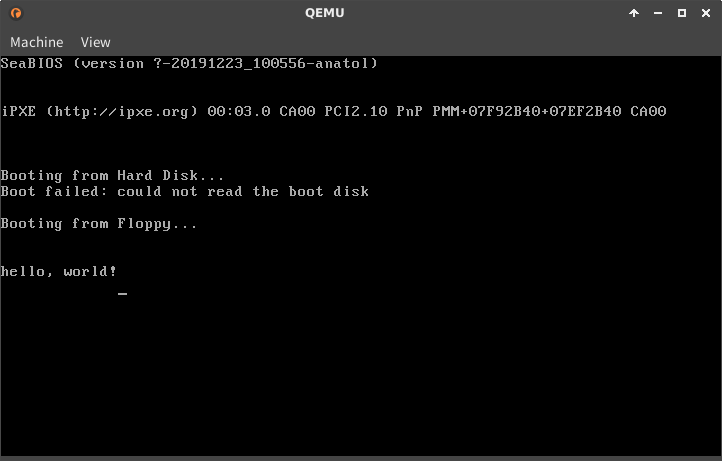 QEMU
Machine View
SeaBIOS (version ?-20191223_100556-anatol)
iPXE (http://ipxe.org) 00:03.0 CA00 PCI2.10 PnP PMM+07F92B40+07EF2B40 CA00
Booting from Hard Disk...
Boot failed: could not read the boot disk
Booting from Floppy...
hello, world!